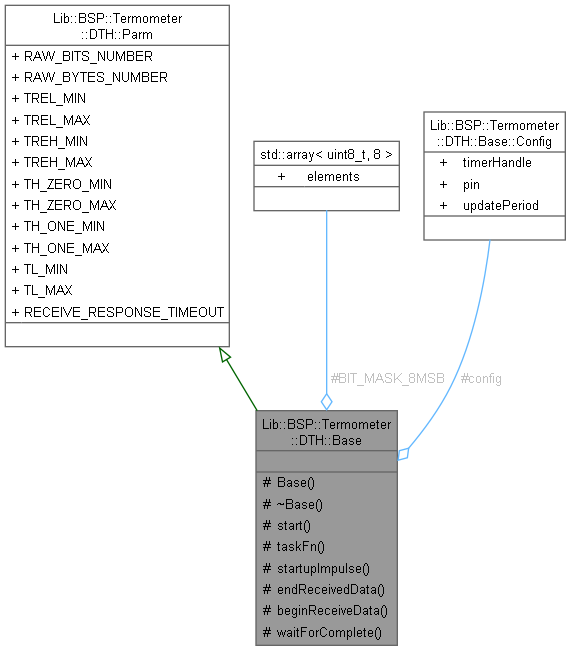 Lib::BSP::Termometer
::DTH::Parm
+ RAW_BITS_NUMBER
+ RAW_BYTES_NUMBER
+ TREL_MIN
+ TREL_MAX
+ TREH_MIN
+ TREH_MAX
+ TH_ZERO_MIN
+ TH_ZERO_MAX
+ TH_ONE_MIN
+ TH_ONE_MAX
+ TL_MIN
+ TL_MAX
+ RECEIVE_RESPONSE_TIMEOUT
std::array< uint8_t, 8 >
+ elements
Lib::BSP::Termometer
::DTH::Base::Config
+ timerHandle
+ pin
+ updatePeriod
#BIT_MASK_8MSB
#config
Lib::BSP::Termometer
::DTH::Base
# Base()
# ~Base()
# start()
# taskFn()
# startupImpulse()
# endReceivedData()
# beginReceiveData()
# waitForComplete()